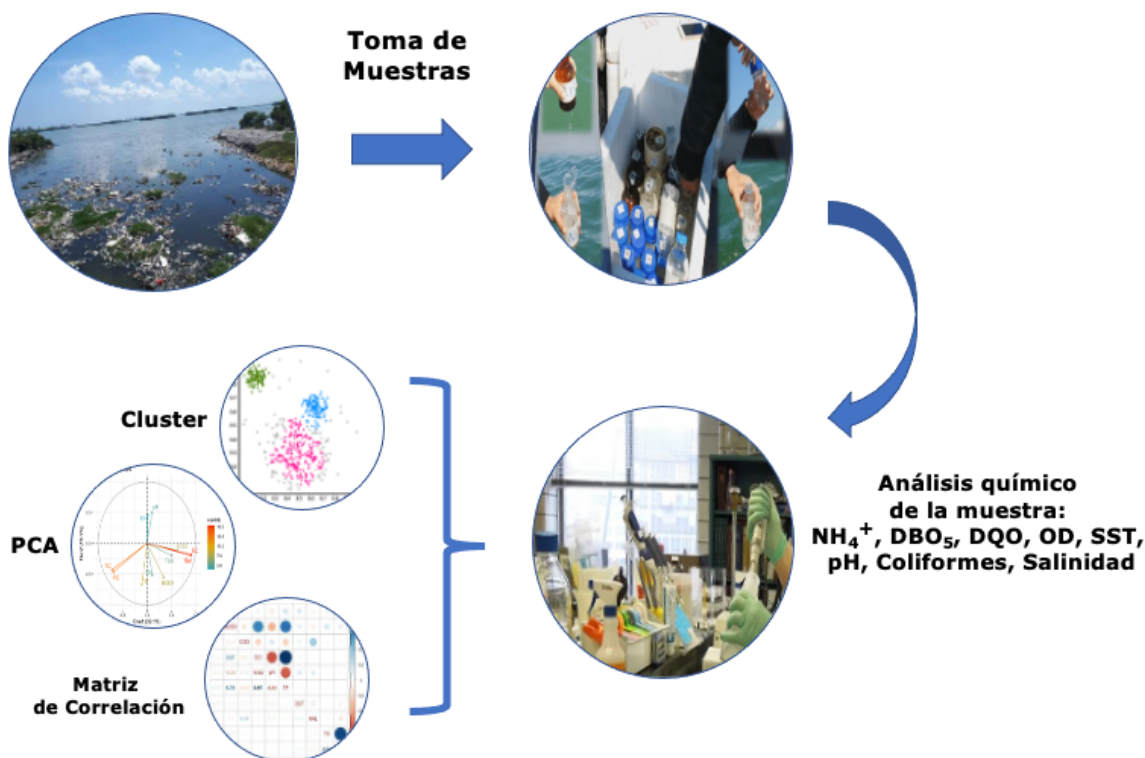 Toma de
Muestras
Análisis químico
de la muestra:
NH₄⁺, DBO₅, DQO, OD, SST,
pH, Coliformes, Salinidad
Cluster
PCA
Matriz
de Correlación